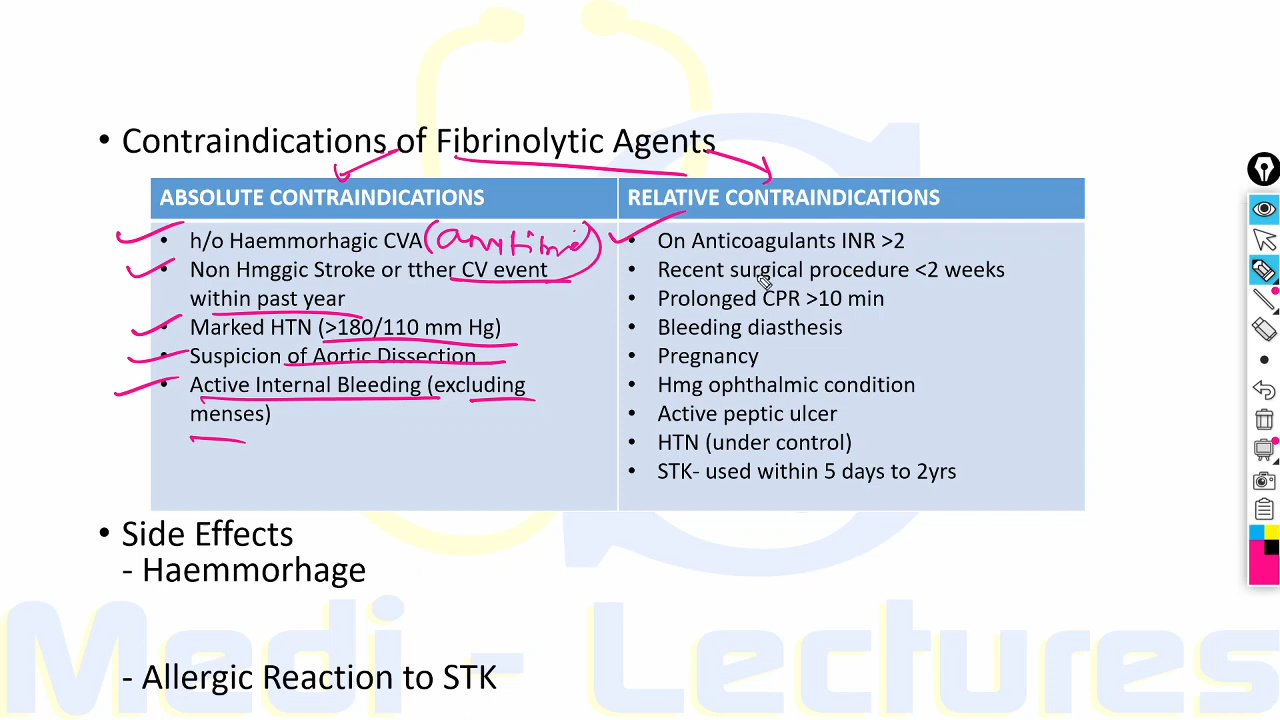 • Contraindications of Fibrinolytic Agents
ABSOLUTE CONTRAINDICATIONS
• h/o Haemmorhagic CVA (anytime)
• Non Hmggic Stroke or tther CV event
within past year
• Marked HTN (>180/110 mm Hg)
• Suspicion of Aortic Dissection
• Active Internal Bleeding (excluding
menses)
RELATIVE CONTRAINDICATIONS
• On Anticoagulants INR >2
• Recent surgical procedure <2 weeks
• Prolonged CPR >10 min
• Bleeding diasthesis
• Pregnancy
• Hmg ophthalmic condition
• Active peptic ulcer
• HTN (under control)
• STK- used within 5 days to 2yrs
• Side Effects
- Haemmorhage
- Allergic Reaction to STK
Medi - Lectures